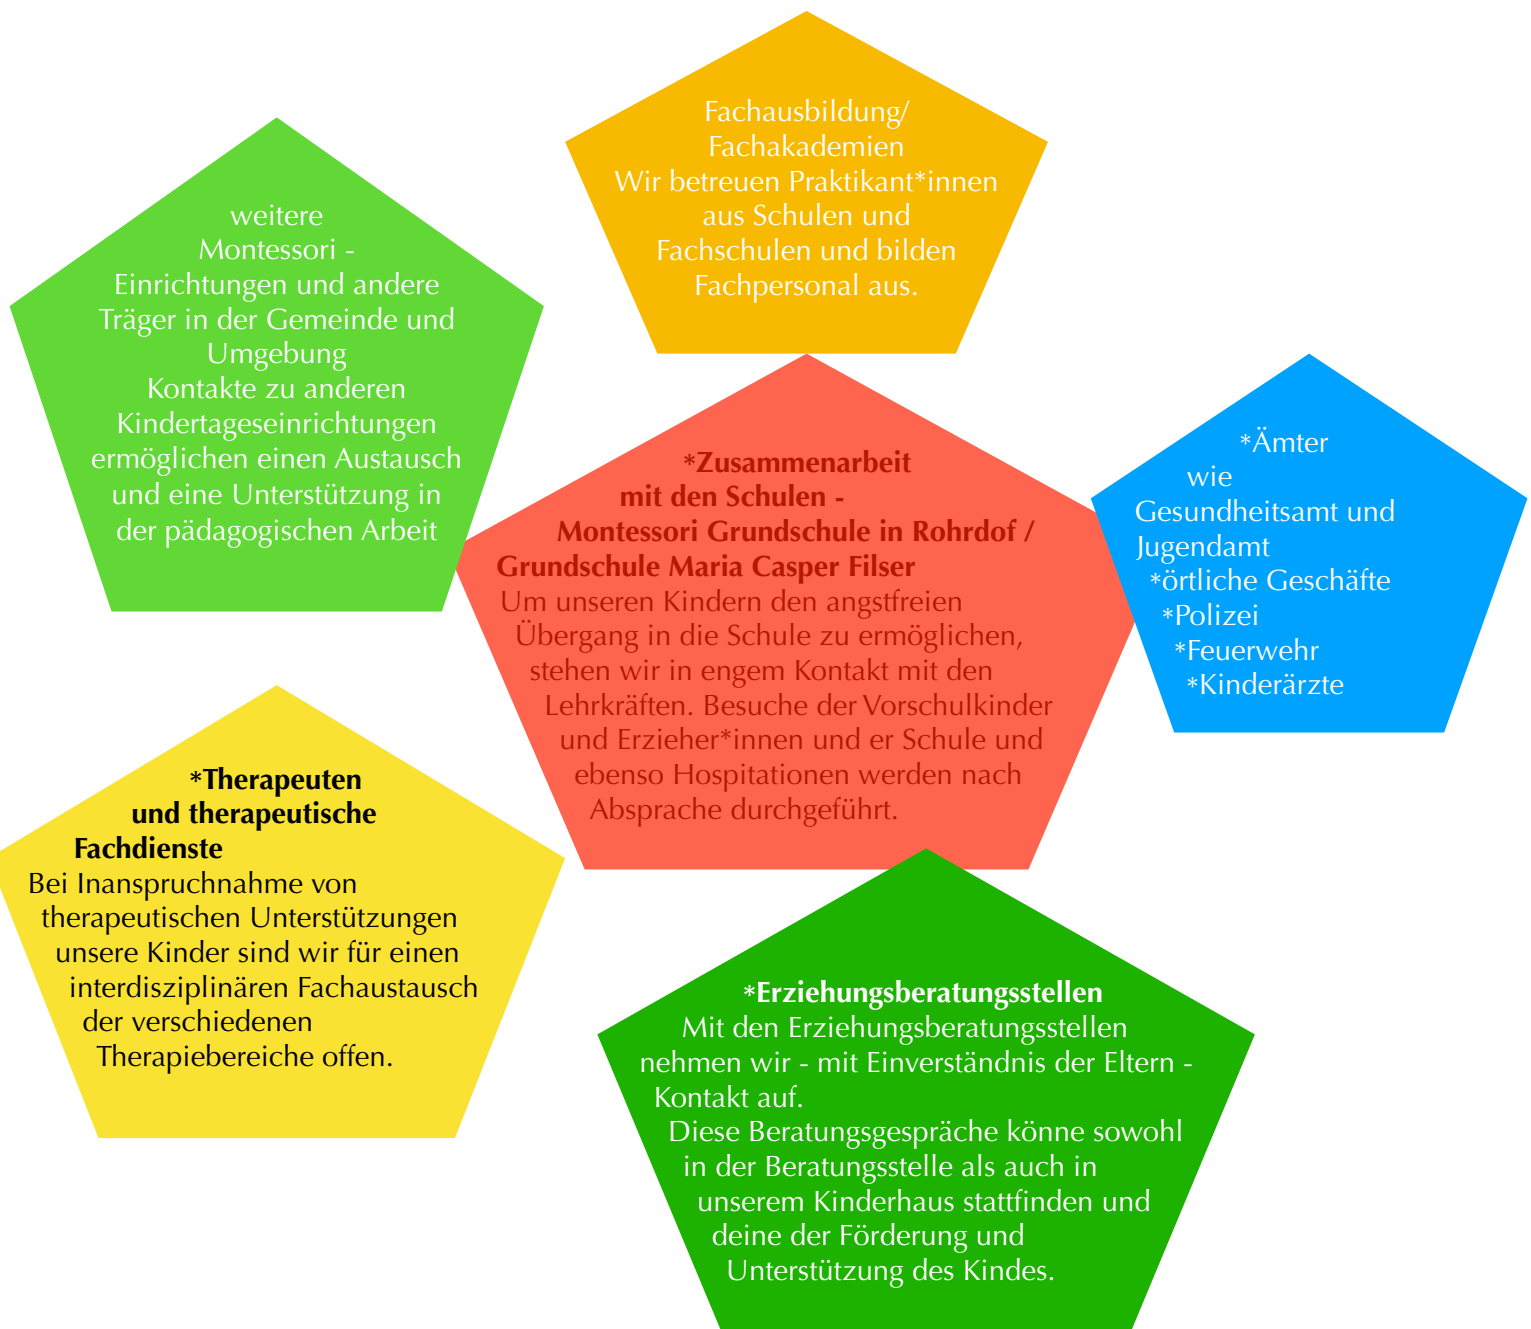 Fachausbildung/
Fachakademien
Wir betreuen Praktikant*innen
aus Schulen und
Fachschulen und bilden
Fachpersonal aus.
weitere
Montessori -
Einrichtungen und andere
Träger in der Gemeinde und
Umgebung
Kontakte zu anderen
Kindertageseinrichtungen
ermöglichen einen Austausch
und eine Unterstützung in
der pädagogischen Arbeit
*Zusammenarbeit
mit den Schulen -
Montessori Grundschule in Rohrdof /
Grundschule Maria Casper Filser
Um unseren Kindern den angstfreien
Übergang in die Schule zu ermöglichen,
stehen wir in engem Kontakt mit den
Lehrkräften. Besuche der Vorschulkinder
und Erzieher*innen und er Schule und
ebenso Hospitationen werden nach
Absprache durchgeführt.
*Ämter
wie
Gesundheitsamt und
Jugendamt
*örtliche Geschäfte
*Polizei
*Feuerwehr
*Kinderärzte
*Therapeuten
und therapeutische
Fachdienste
Bei Inanspruchnahme von
therapeutischen Unterstützungen
unsere Kinder sind wir für einen
interdisziplinären Fachaustausch
der verschiedenen
Therapiebereiche offen.
*Erziehungsberatungsstellen
Mit den Erziehungsberatungsstellen
nehmen wir - mit Einverständnis der Eltern -
Kontakt auf.
Diese Beratungsgespräche könne sowohl
in der Beratungsstelle als auch in
unserem Kinderhaus stattfinden und
deine der Förderung und
Unterstützung des Kindes.